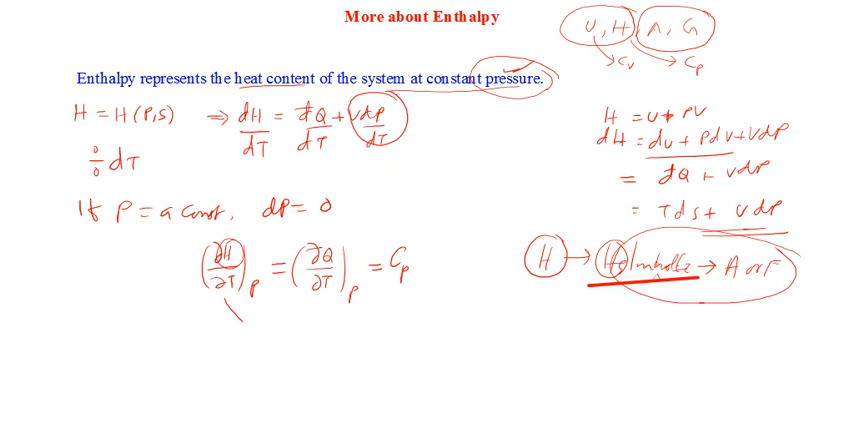 More about Enthalpy
U, H, A, G
→ Cv → Cp
Enthalpy represents the heat content of the system at constant pressure.
H = H(P,S) ⇒ dH/dT = đQ/dT + Vdp/dT
÷ dT
If P = a const, dP = 0
(∂H/∂T)p = (∂Q/∂T)p = Cp
H = U + PV
dH = du + Pdv + Vdp
= đQ + Vdp
= Tds + Vdp
H → Helmholtz → A or F